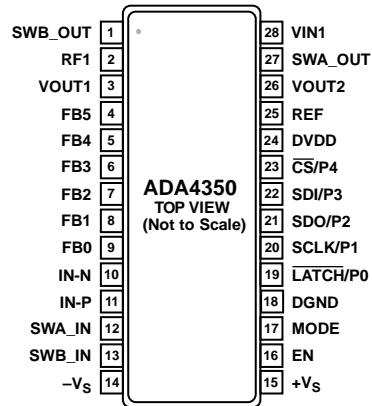 SWB_OUT 1 28 VIN1
RF1 2 27 SWA_OUT
VOUT1 3 26 VOUT2
FB5 4 25 REF
FB4 5 24 DVDD
FB3 6 23 CS/P4
FB2 7 ADA4350 22 SDI/P3
TOP VIEW
FB1 8 (Not to Scale) 21 SDO/P2
FB0 9 20 SCLK/P1
IN-N 10 19 LATCH/P0
IN-P 11 18 DGND
SWA_IN 12 17 MODE
SWB_IN 13 16 EN
–VS 14 15 +VS